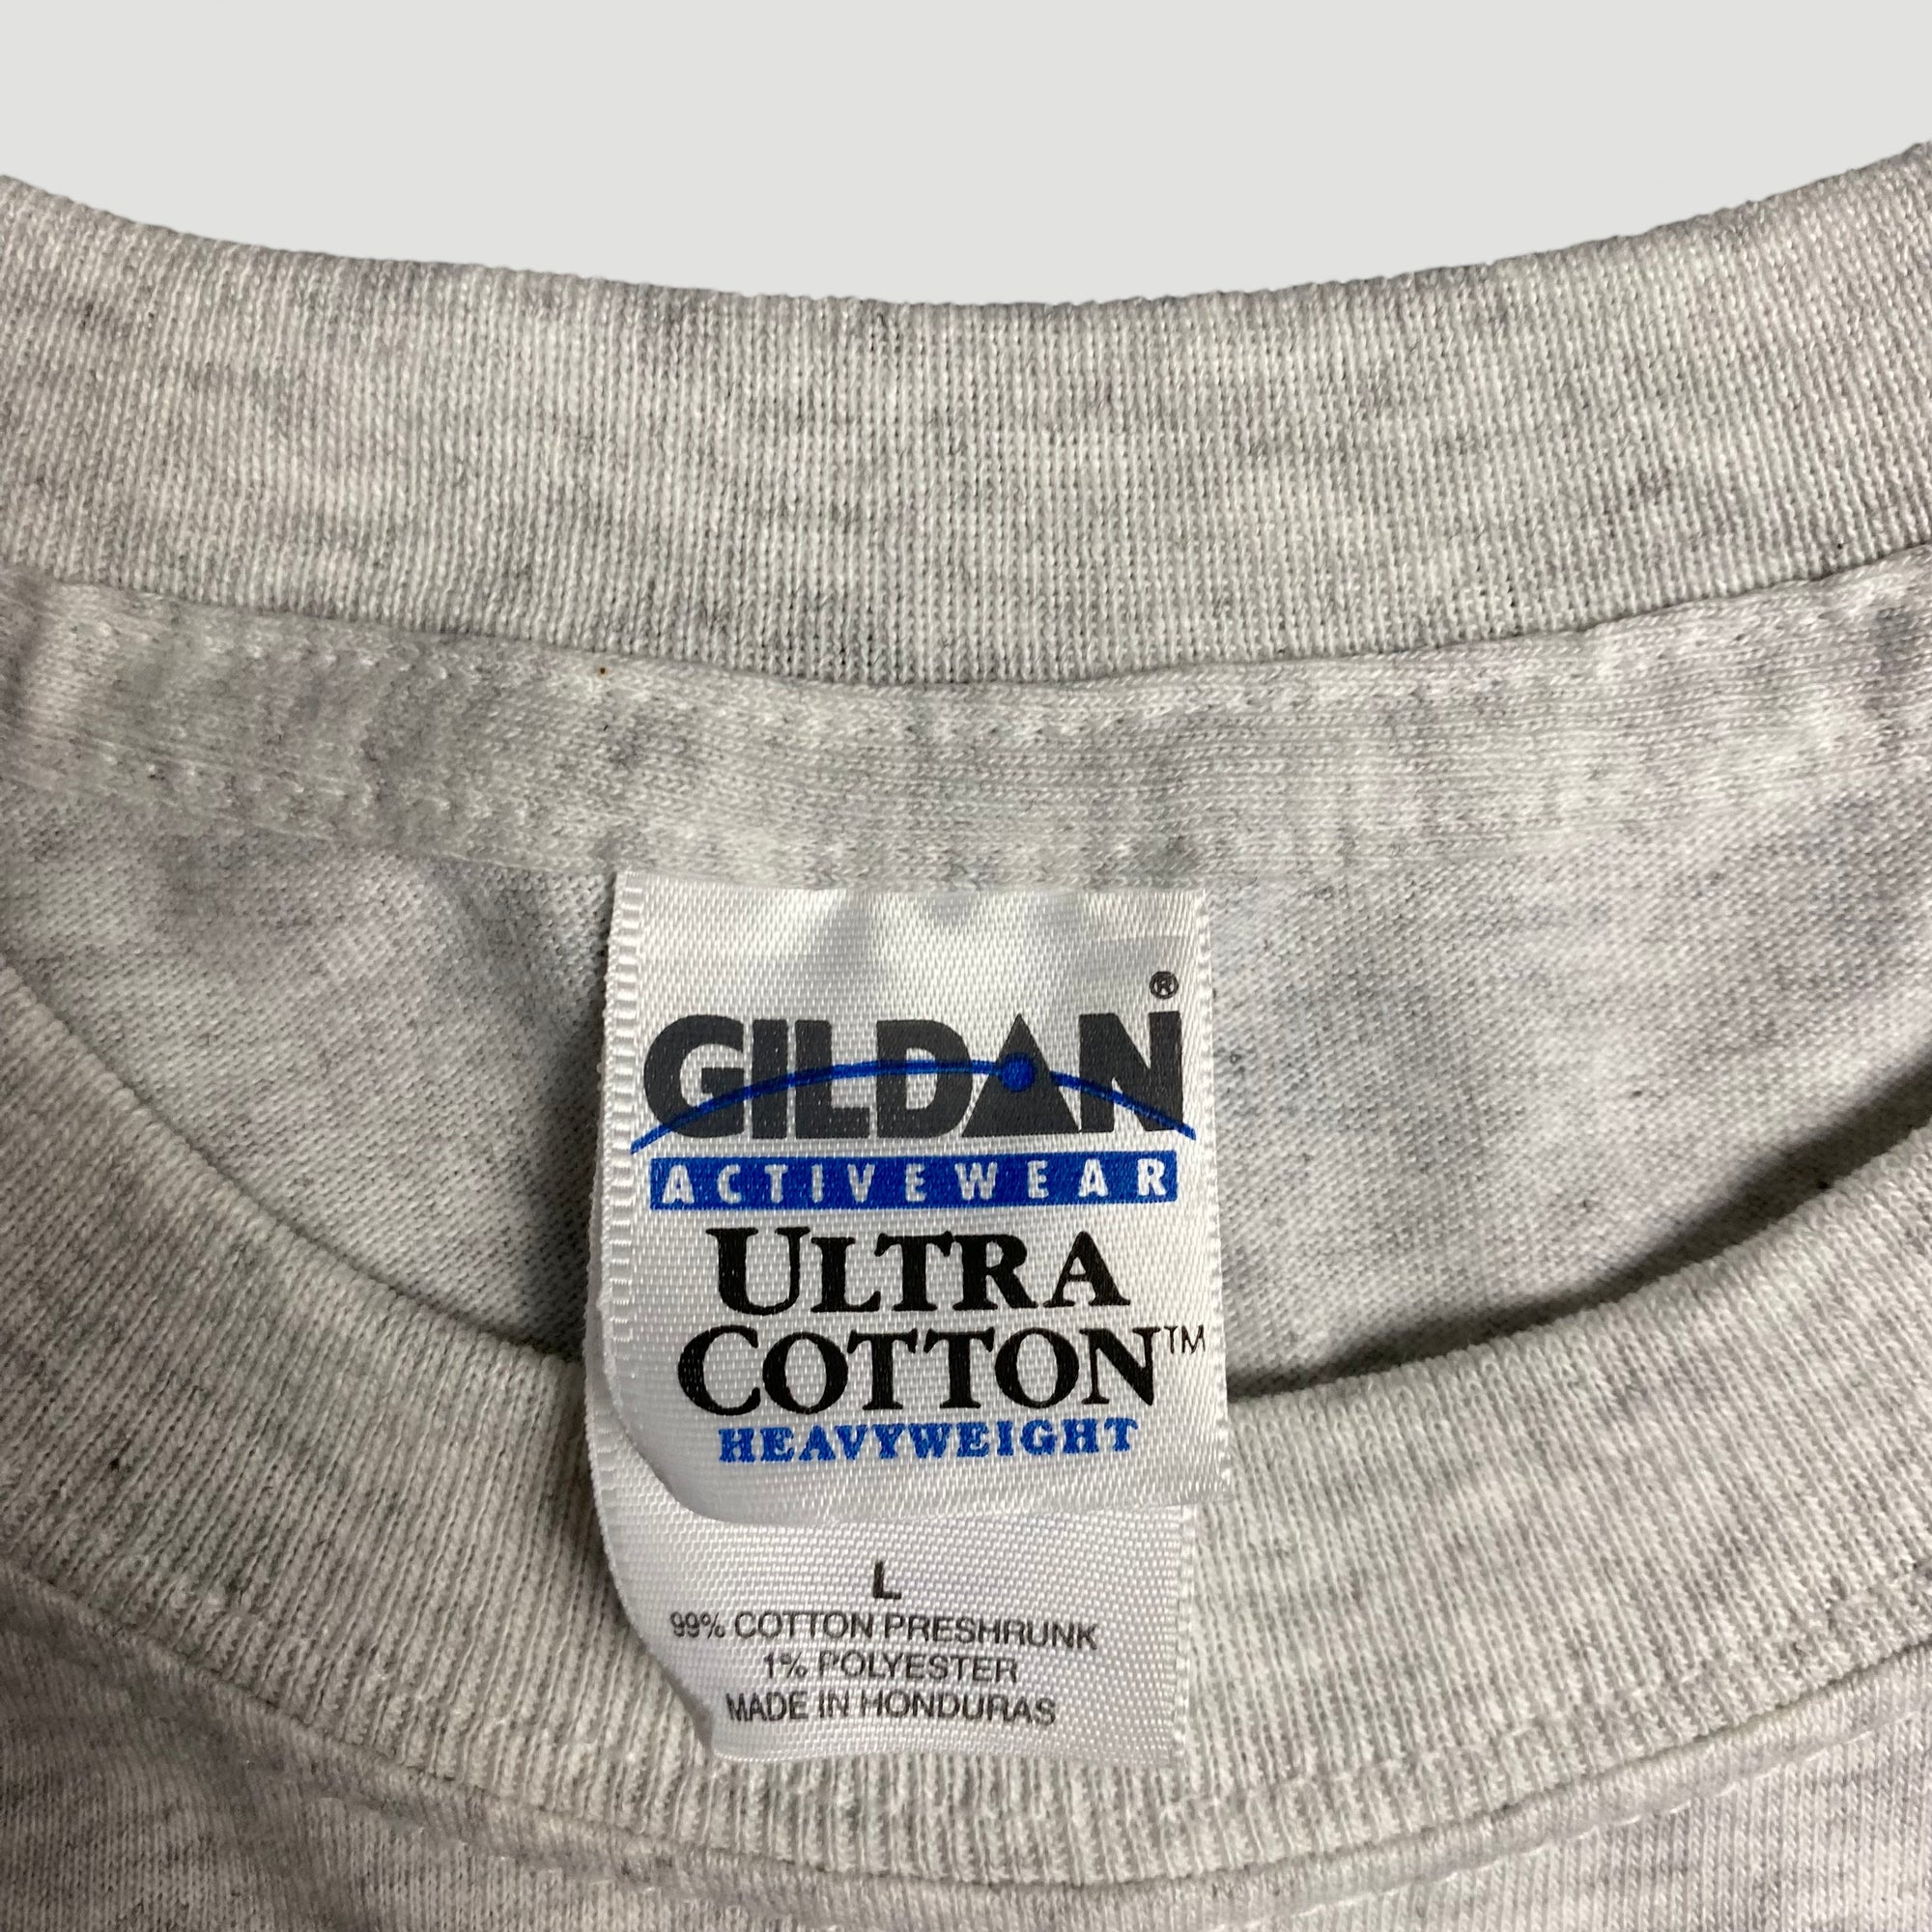 GILDAN®
ACTIVEWEAR
ULTRA
COTTON™
HEAVYWEIGHT
L
99% COTTON PRESHRUNK
1% POLYESTER
MADE IN HONDURAS